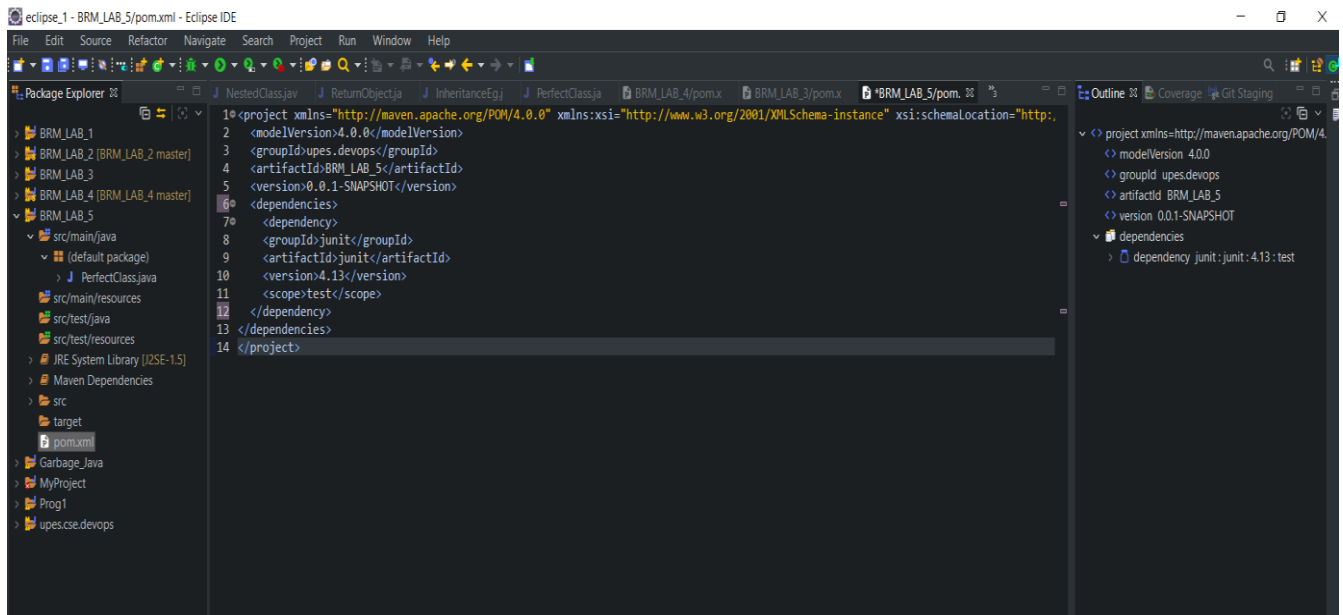 eclipse_1 - BRM_LAB_5/pom.xml - Eclipse IDE
File Edit Source Refactor Navigate Search Project Run Window Help
Package Explorer
NestedClass.jav ReturnObject.ja InheritanceEg.j PerfectClass.ja BRM_LAB_4/pom.x BRM_LAB_3/pom.x *BRM_LAB_5/pom. 3
Outline Coverage Git Staging
BRM_LAB_1
BRM_LAB_2 [BRM_LAB_2 master]
BRM_LAB_3
BRM_LAB_4 [BRM_LAB_4 master]
BRM_LAB_5
src/main/java
(default package)
PerfectClass.java
src/main/resources
src/test/java
src/test/resources
JRE System Library [J2SE-1.5]
Maven Dependencies
src
target
pom.xml
Garbage_Java
MyProject
Prog1
upes.cse.devops
1 <project xmlns="http://maven.apache.org/POM/4.0.0" xmlns:xsi="http://www.w3.org/2001/XMLSchema-instance" xsi:schemaLocation="http:/
2 <modelVersion>4.0.0</modelVersion>
3 <groupId>upes.devops</groupId>
4 <artifactId>BRM_LAB_5</artifactId>
5 <version>0.0.1-SNAPSHOT</version>
6 <dependencies>
7 <dependency>
8 <groupId>junit</groupId>
9 <artifactId>junit</artifactId>
10 <version>4.13</version>
11 <scope>test</scope>
12 </dependency>
13 </dependencies>
14 </project>
project xmlns=http://maven.apache.org/POM/4.
modelVersion 4.0.0
groupId upes.devops
artifactId BRM_LAB_5
version 0.0.1-SNAPSHOT
dependencies
dependency junit : junit : 4.13 : test